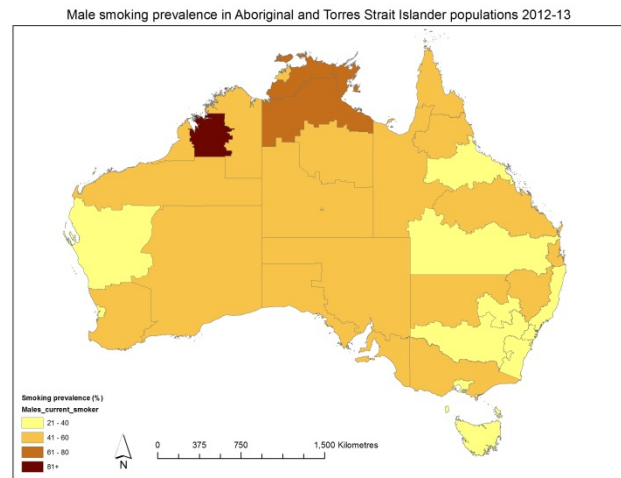 Male smoking prevalence in Aboriginal and Torres Strait Islander populations 2012-13
Smoking prevalence (%)
Males_current_smoker
21 - 40
41 - 60
61 - 80
81+
N
0 375 750 1,500 Kilometres